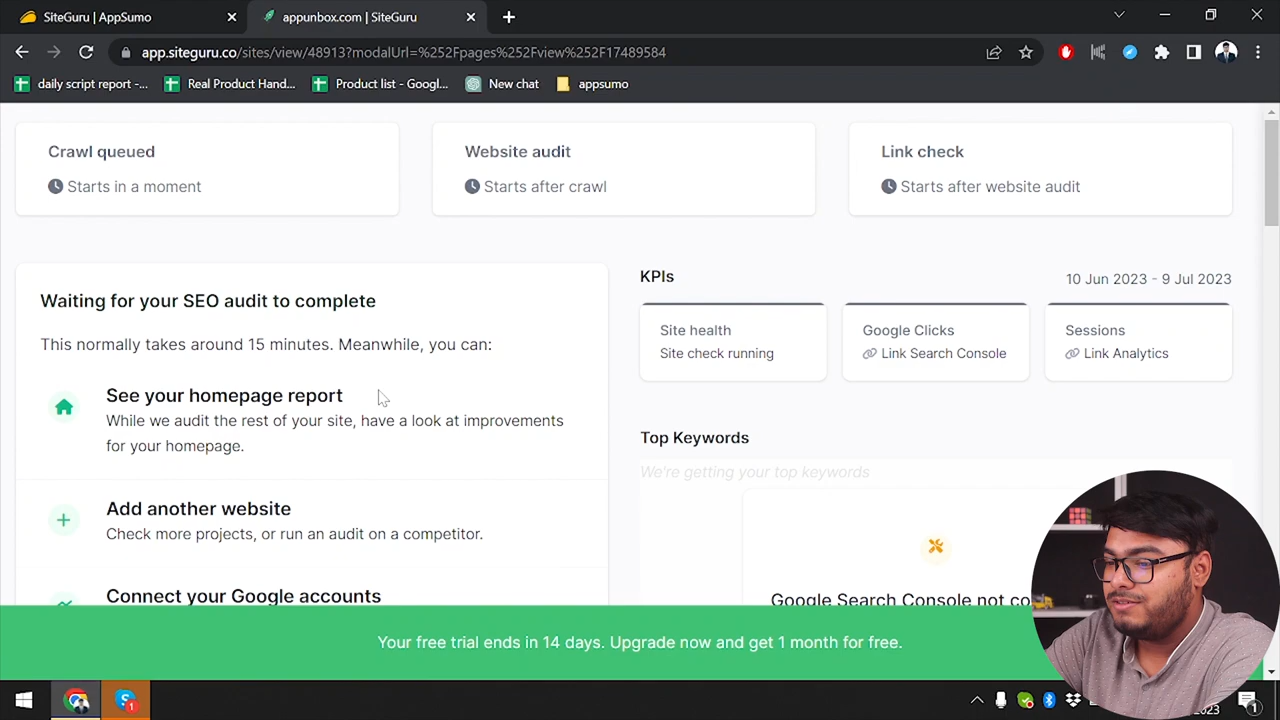 SiteGuru | AppSumo
appunbox.com | SiteGuru
app.siteguru.co/sites/view/48913?modalUrl=%252Fpages%252Fview%252F17489584
daily script report -...
Real Product Hand...
Product list - Googl...
New chat
appsumo
Crawl queued
Starts in a moment
Website audit
Starts after crawl
Link check
Starts after website audit
Waiting for your SEO audit to complete
This normally takes around 15 minutes. Meanwhile, you can:
See your homepage report
While we audit the rest of your site, have a look at improvements
for your homepage.
Add another website
Check more projects, or run an audit on a competitor.
Connect your Google accounts
KPIs
10 Jun 2023 - 9 Jul 2023
Site health
Site check running
Google Clicks
Link Search Console
Sessions
Link Analytics
Top Keywords
We're getting your top keywords
Google Search Console not co
Your free trial ends in 14 days. Upgrade now and get 1 month for free.
1
2023
1